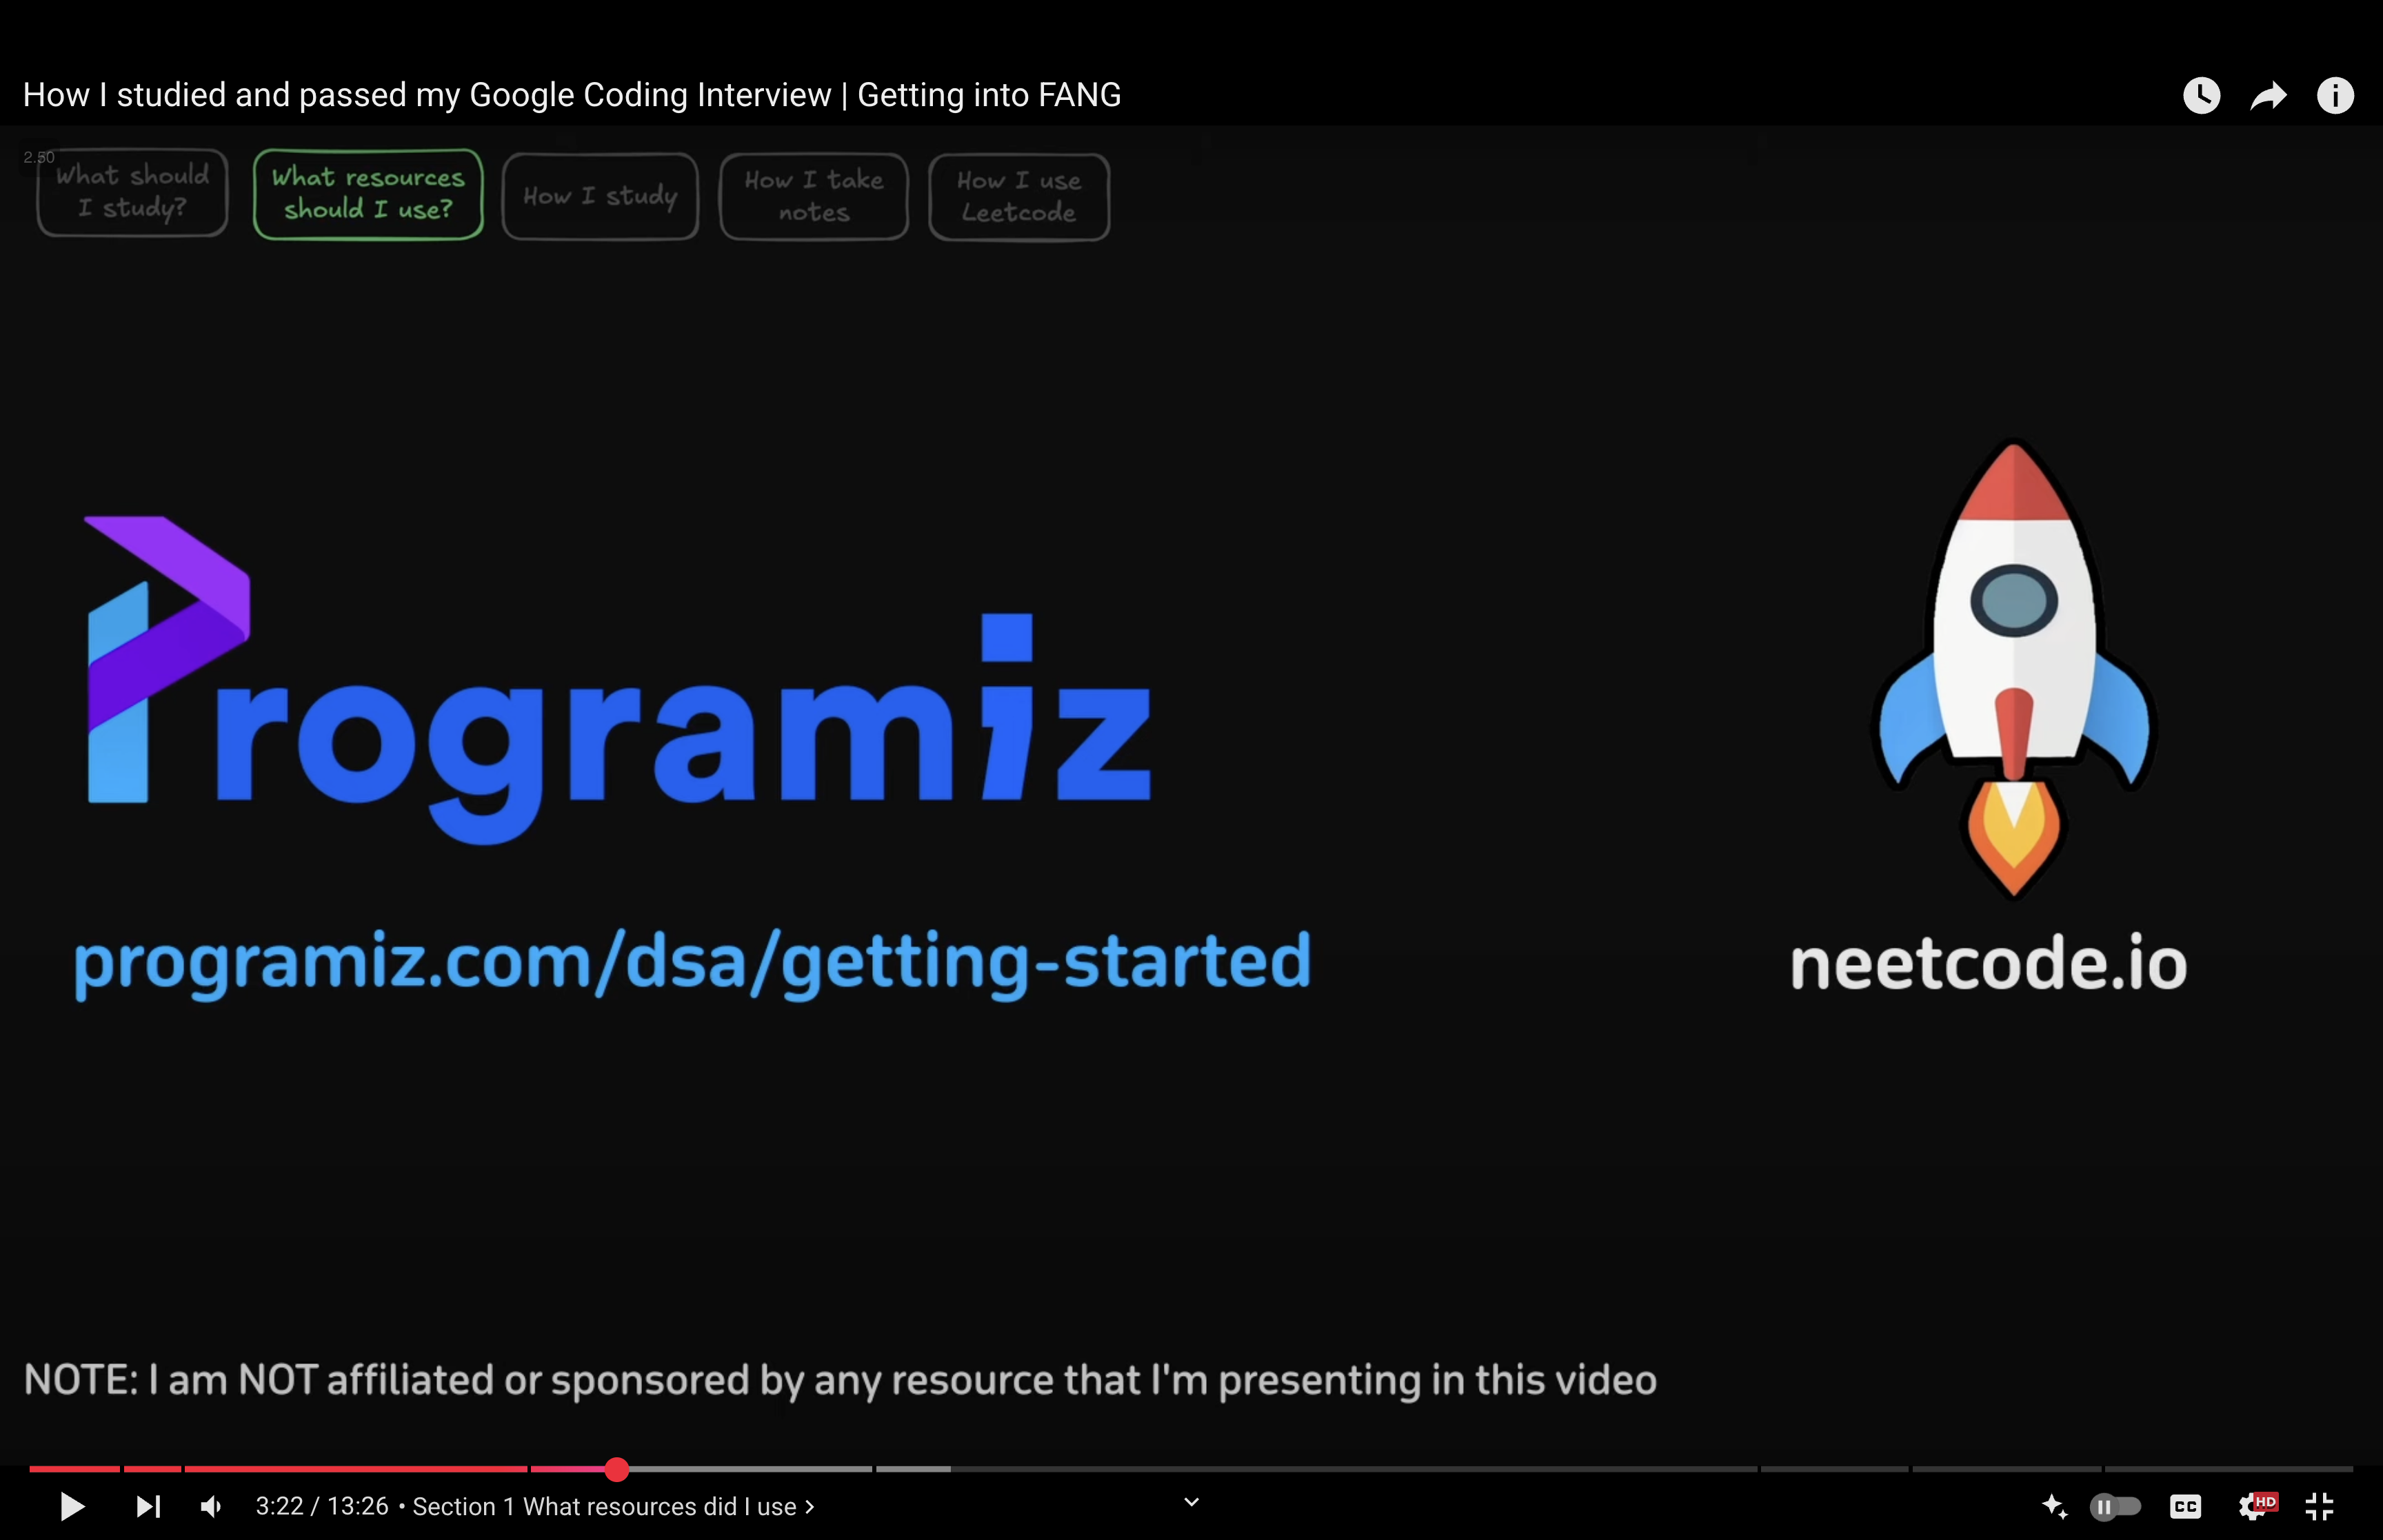 How I studied and passed my Google Coding Interview | Getting into FANG
2.50
What should
I study?
What resources
should I use?
How I study
How I take
notes
How I use
Leetcode
Programiz
programiz.com/dsa/getting-started
neetcode.io
NOTE: I am NOT affiliated or sponsored by any resource that I'm presenting in this video
3:22 / 13:26 • Section 1 What resources did I use >
CC
HD